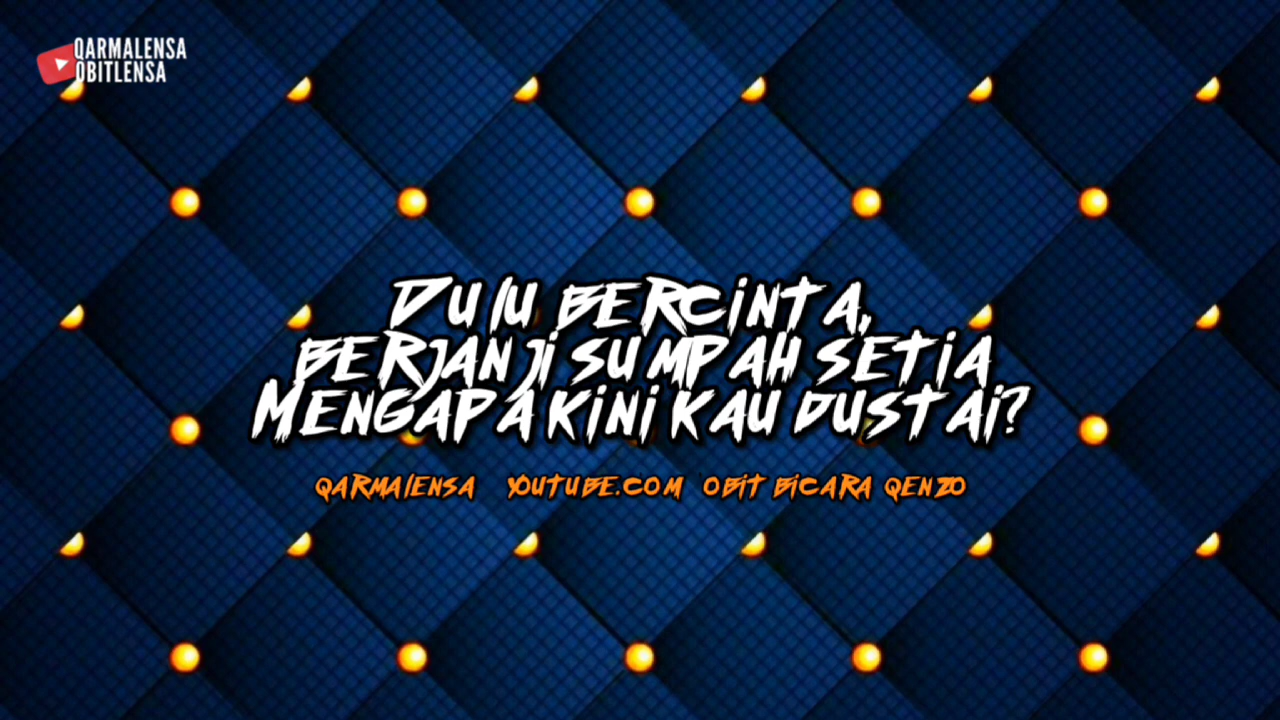 QARMALENSA
OBITLENSA
Dulu bercinta,
berjanji sumpah setia
Mengapa kini kau dustai?
QARMALENSA YOUTUBE.COM OBIT BICARA QENZO